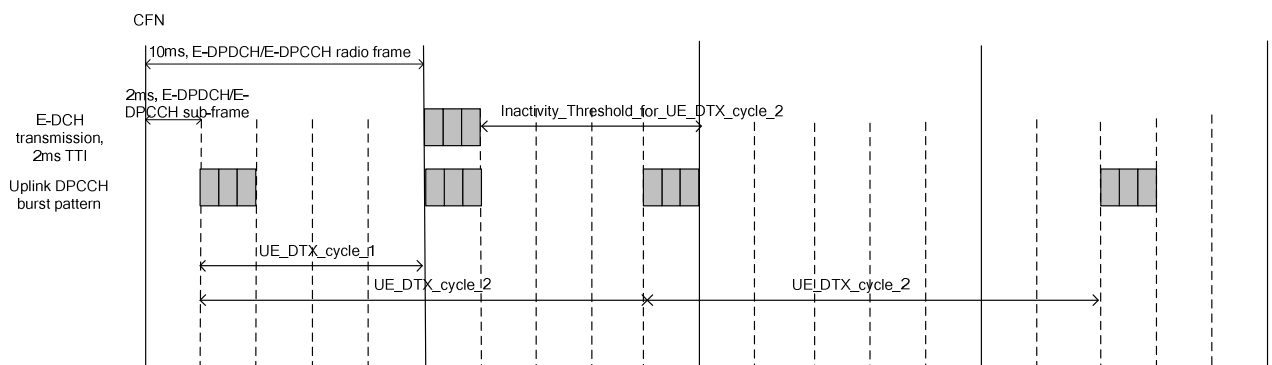 CFN
10ms, E-DPDCH/E-DPCCH radio frame
2ms, E-DPDCH/E-
DPCCH sub-frame
Inactivity_Threshold_for_UE_DTX_cycle_2
E-DCH
transmission,
2ms TTI
Uplink DPCCH
burst pattern
UE_DTX_cycle_1
UE_DTX_cycle_2
UE_DTX_cycle_2